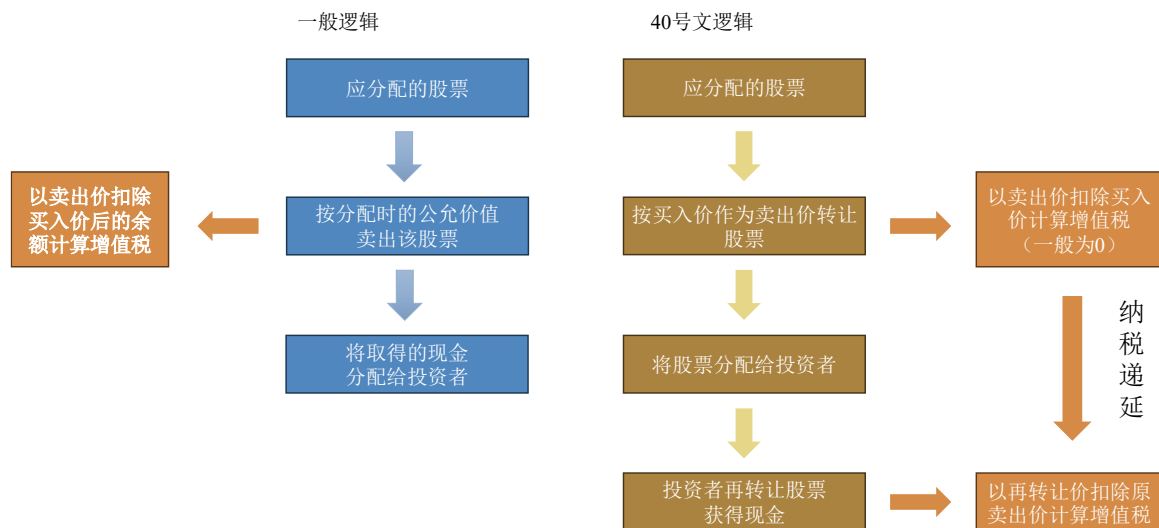 一般逻辑
40号文逻辑
应分配的股票
应分配的股票
以卖出价扣除
买入价后的余
额计算增值税
按分配时的公允价值
卖出该股票
按买入价作为卖出价转让
股票
以卖出价扣除买入
价计算增值税
（一般为0）
将取得的现金
分配给投资者
将股票分配给投资者
纳
税
递
延
投资者再转让股票
获得现金
以再转让价扣除原
卖出价计算增值税